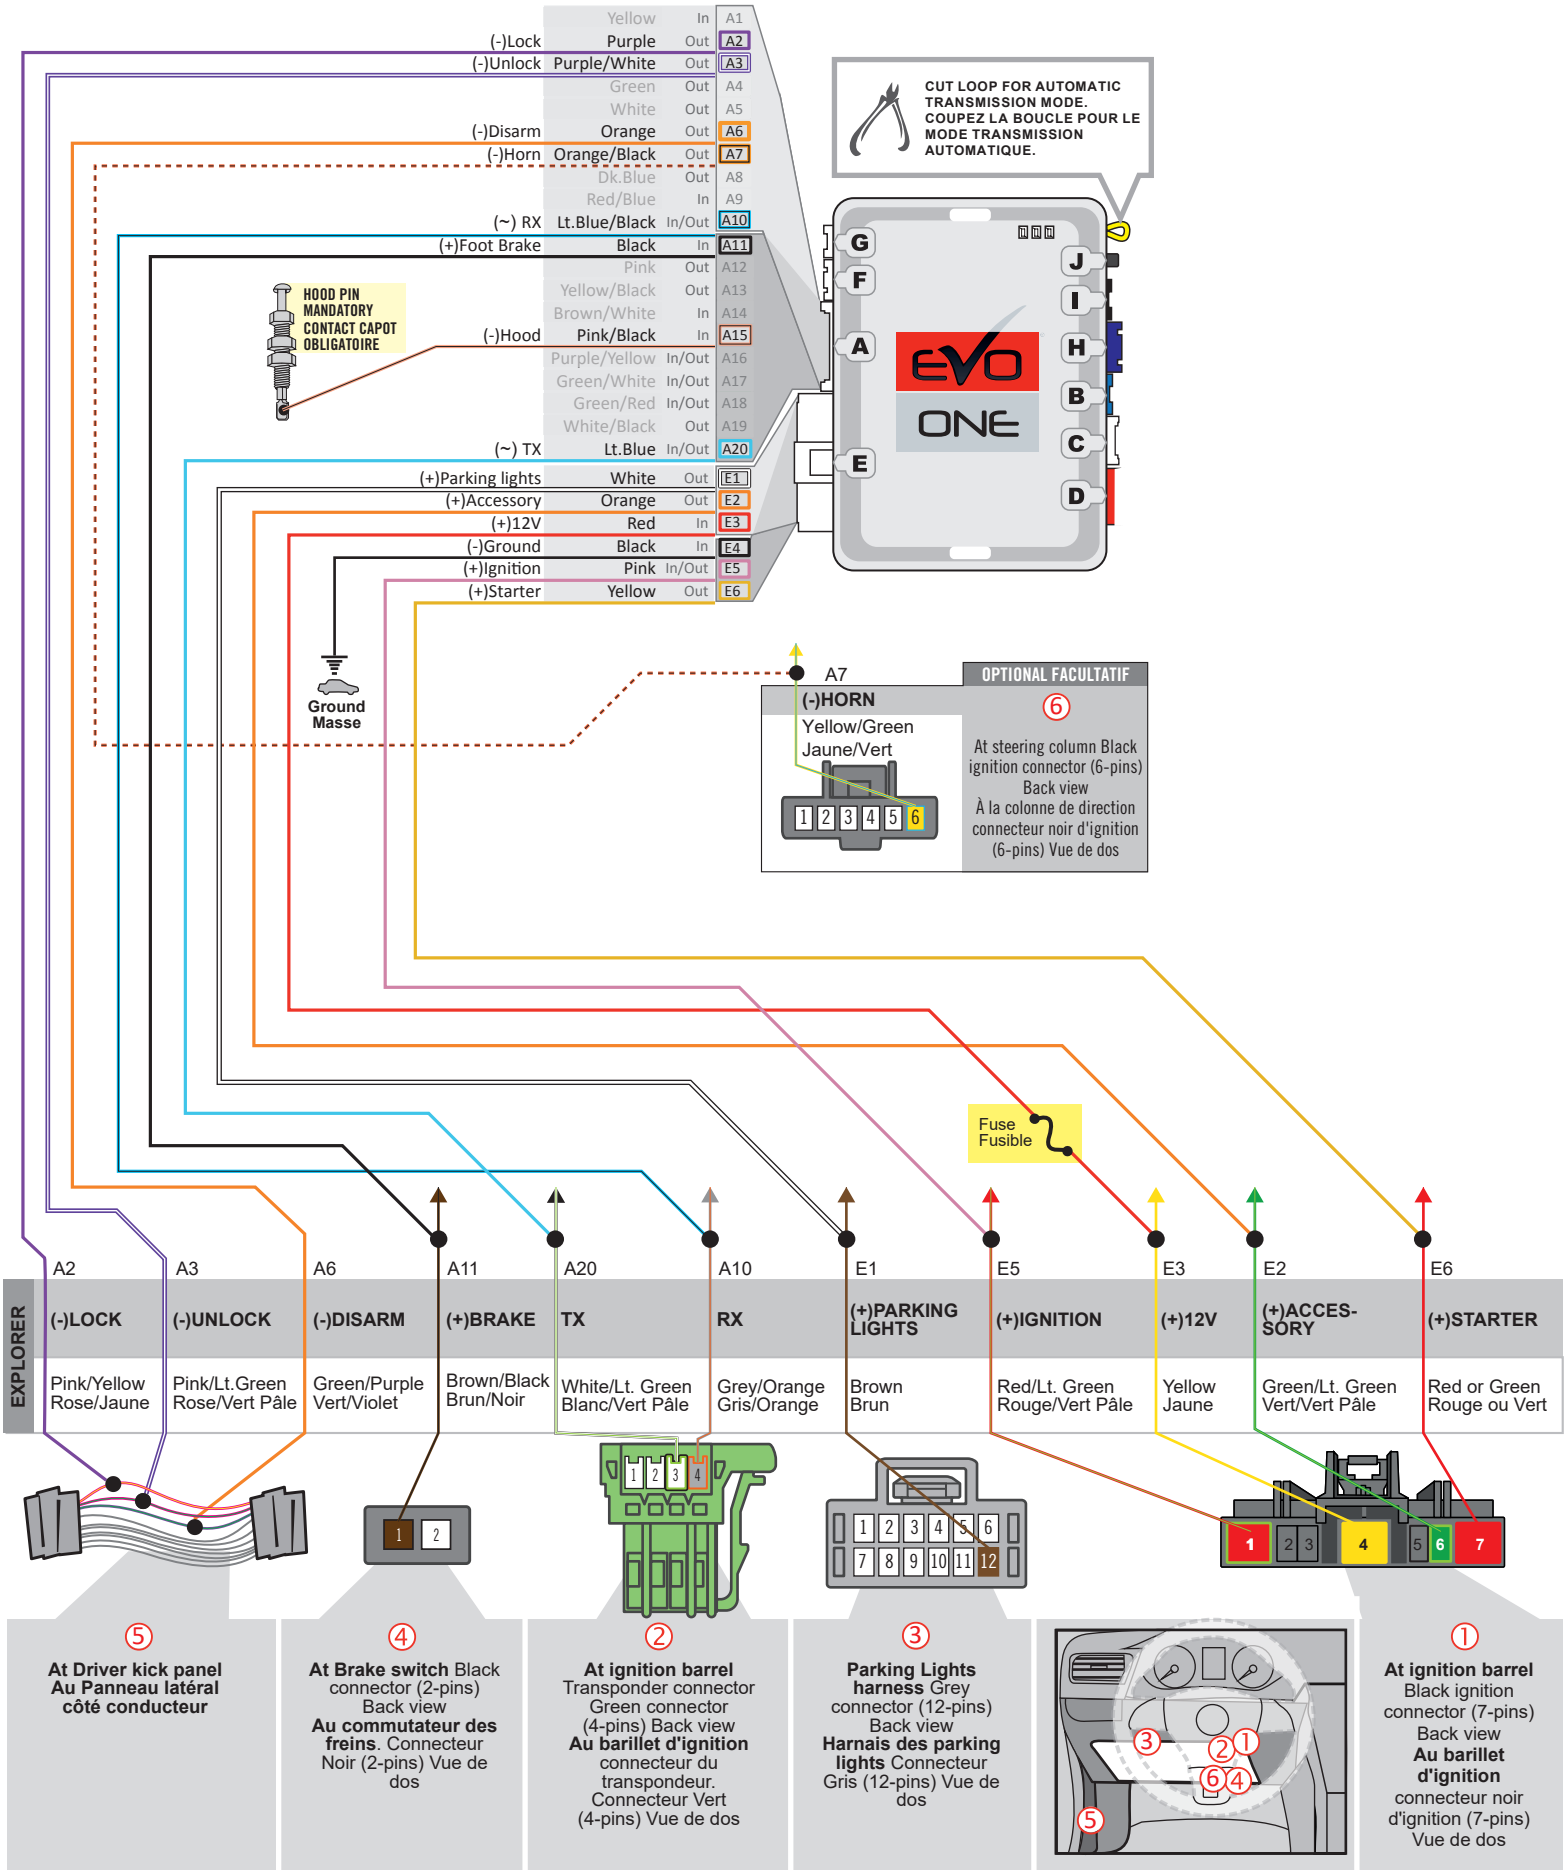 Yellow In A1
(-)Lock Purple Out A2
(-)Unlock Purple/White Out A3
Green Out A4
White Out A5
(-)Disarm Orange Out A6
(-)Horn Orange/Black Out A7
Dk.Blue Out A8
Red/Blue In A9
(~) RX Lt.Blue/Black In/Out A10
(+)Foot Brake Black In A11
Pink Out A12
Yellow/Black Out A13
Brown/White In A14
(-)Hood Pink/Black In A15
Purple/Yellow In/Out A16
Green/White In/Out A17
Green/Red In/Out A18
White/Black Out A19
(~) TX Lt.Blue In/Out A20
(+)Parking lights White Out E1
(+)Accessory Orange Out E2
(+)12V Red In E3
(-)Ground Black In E4
(+)Ignition Pink In/Out E5
(+)Starter Yellow Out E6
HOOD PIN
MANDATORY
CONTACT CAPOT
OBLIGATOIRE
CUT LOOP FOR AUTOMATIC
TRANSMISSION MODE.
COUPEZ LA BOUCLE POUR LE
MODE TRANSMISSION
AUTOMATIQUE.
G
F
A
E
J
I
H
B
C
D
EVO
ONE
Ground
Masse
A7
(-)HORN
Yellow/Green
Jaune/Vert
1 2 3 4 5 6
OPTIONAL FACULTATIF
6
At steering column Black
ignition connector (6-pins)
Back view
À la colonne de direction
connecteur noir d'ignition
(6-pins) Vue de dos
Fuse
Fusible
A2 A3 A6 A11 A20 A10 E1 E5 E3 E2 E6
EXPLORER
(-)LOCK
(-)UNLOCK
(-)DISARM
(+)BRAKE
TX
RX
(+)PARKING
LIGHTS
(+)IGNITION
(+)12V
(+)ACCES-
SORY
(+)STARTER
Pink/Yellow
Rose/Jaune
Pink/Lt.Green
Rose/Vert Pâle
Green/Purple
Vert/Violet
Brown/Black
Brun/Noir
White/Lt. Green
Blanc/Vert Pâle
Grey/Orange
Gris/Orange
Brown
Brun
Red/Lt. Green
Rouge/Vert Pâle
Yellow
Jaune
Green/Lt. Green
Vert/Vert Pâle
Red or Green
Rouge ou Vert
1 2
1 2 3 4
1 2 3 4 5 6
7 8 9 10 11 12
1 2 3 4 5 6 7
5
At Driver kick panel
Au Panneau latéral
côté conducteur
4
At Brake switch Black
connector (2-pins)
Back view
Au commutateur des
freins. Connecteur
Noir (2-pins) Vue de
dos
2
At ignition barrel
Transponder connector
Green connector
(4-pins) Back view
Au barillet d'ignition
connecteur du
transpondeur.
Connecteur Vert
(4-pins) Vue de dos
3
Parking Lights
harness Grey
connector (12-pins)
Back view
Harnais des parking
lights Connecteur
Gris (12-pins) Vue de
dos
3
2
1
6
4
5
1
At ignition barrel
Black ignition
connector (7-pins)
Back view
Au barillet
d'ignition
connecteur noir
d'ignition (7-pins)
Vue de dos